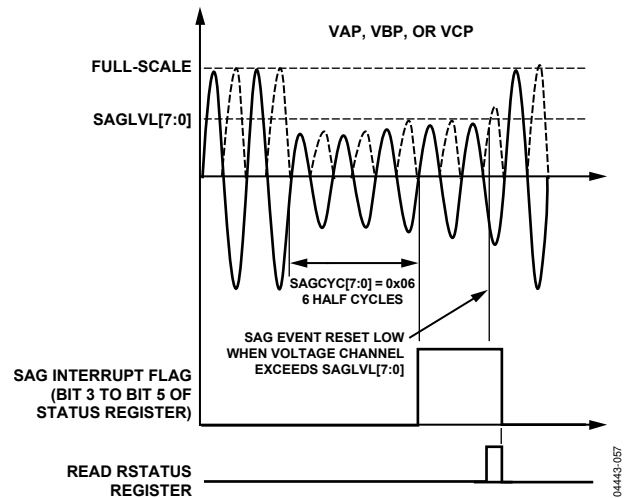 VAP, VBP, OR VCP
FULL-SCALE
SAGLVL[7:0]
SAGCYC[7:0] = 0x06
6 HALF CYCLES
SAG EVENT RESET LOW
WHEN VOLTAGE CHANNEL
EXCEEDS SAGLVL[7:0]
SAG INTERRUPT FLAG
(BIT 3 TO BIT 5 OF
STATUS REGISTER)
READ RSTATUS
REGISTER
04443-057